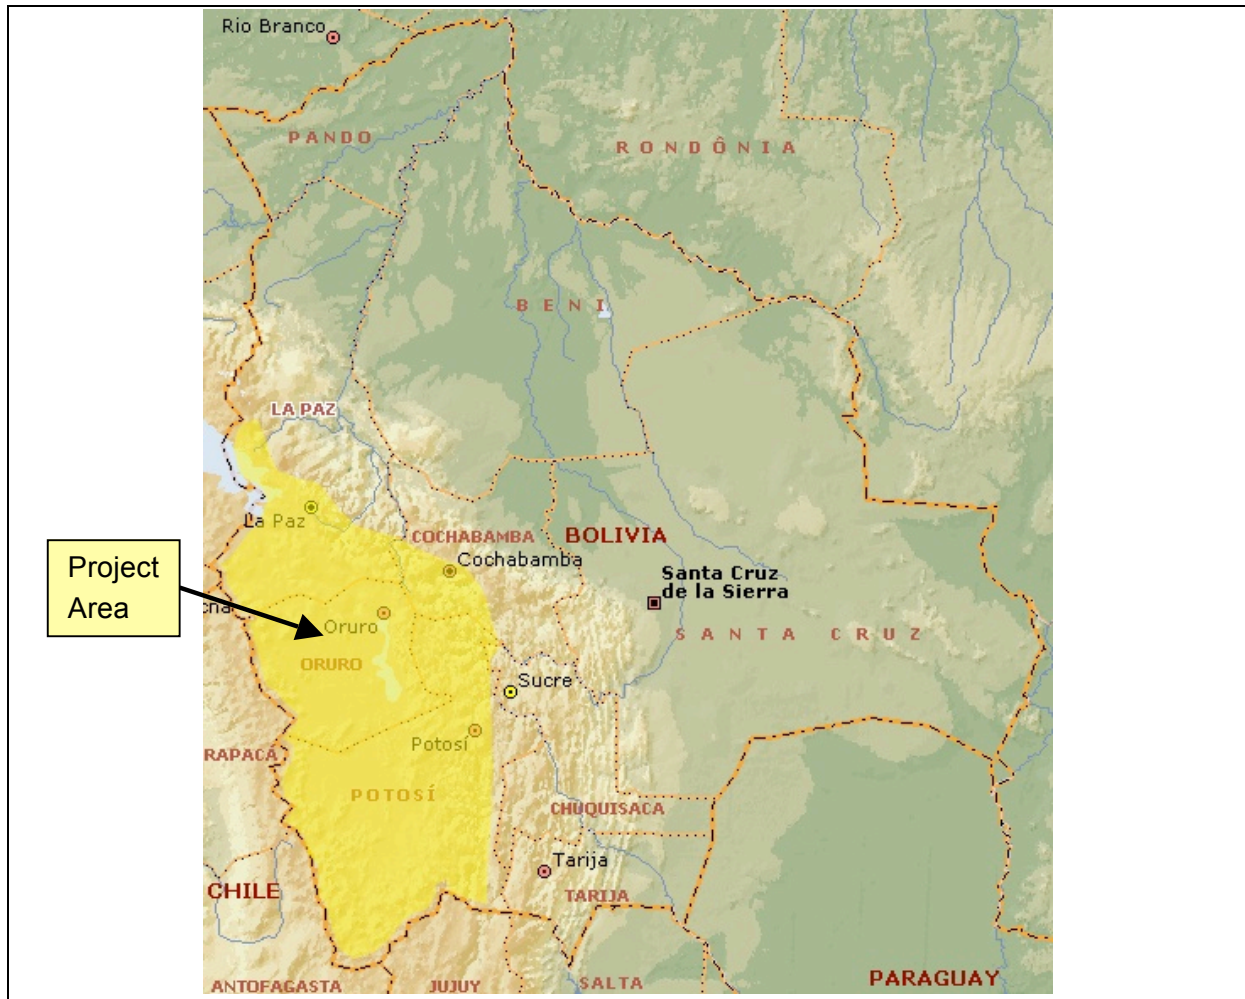 Rio Branco
PANDO
RONDÔNIA
BENI
LA PAZ
La Paz
COCHABAMBA
BOLIVIA
Cochabamba
Santa Cruz
de la Sierra
Project
Area
Oruro
SANTA CRUZ
ORURO
Sucre
Potosí
RAPACÁ
POTOSÍ
CHUQUISACA
Tarija
CHILE
TARIJA
ANTOFAGASTA
JUJUY
SALTA
PARAGUAY